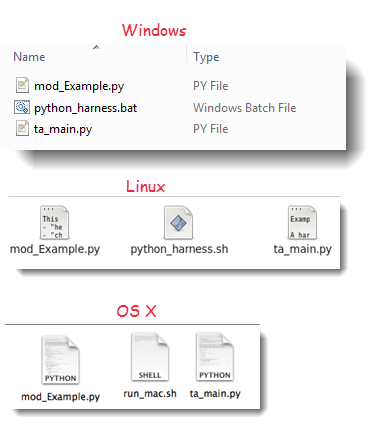 Windows
Name Type
mod_Example.py PY File
python_harness.bat Windows Batch File
ta_main.py PY File
Linux
This
- "he
- "ch
Examp
A har
mod_Example.py python_harness.sh ta_main.py
OS X
PYTHON SHELL PYTHON
mod_Example.py run_mac.sh ta_main.py